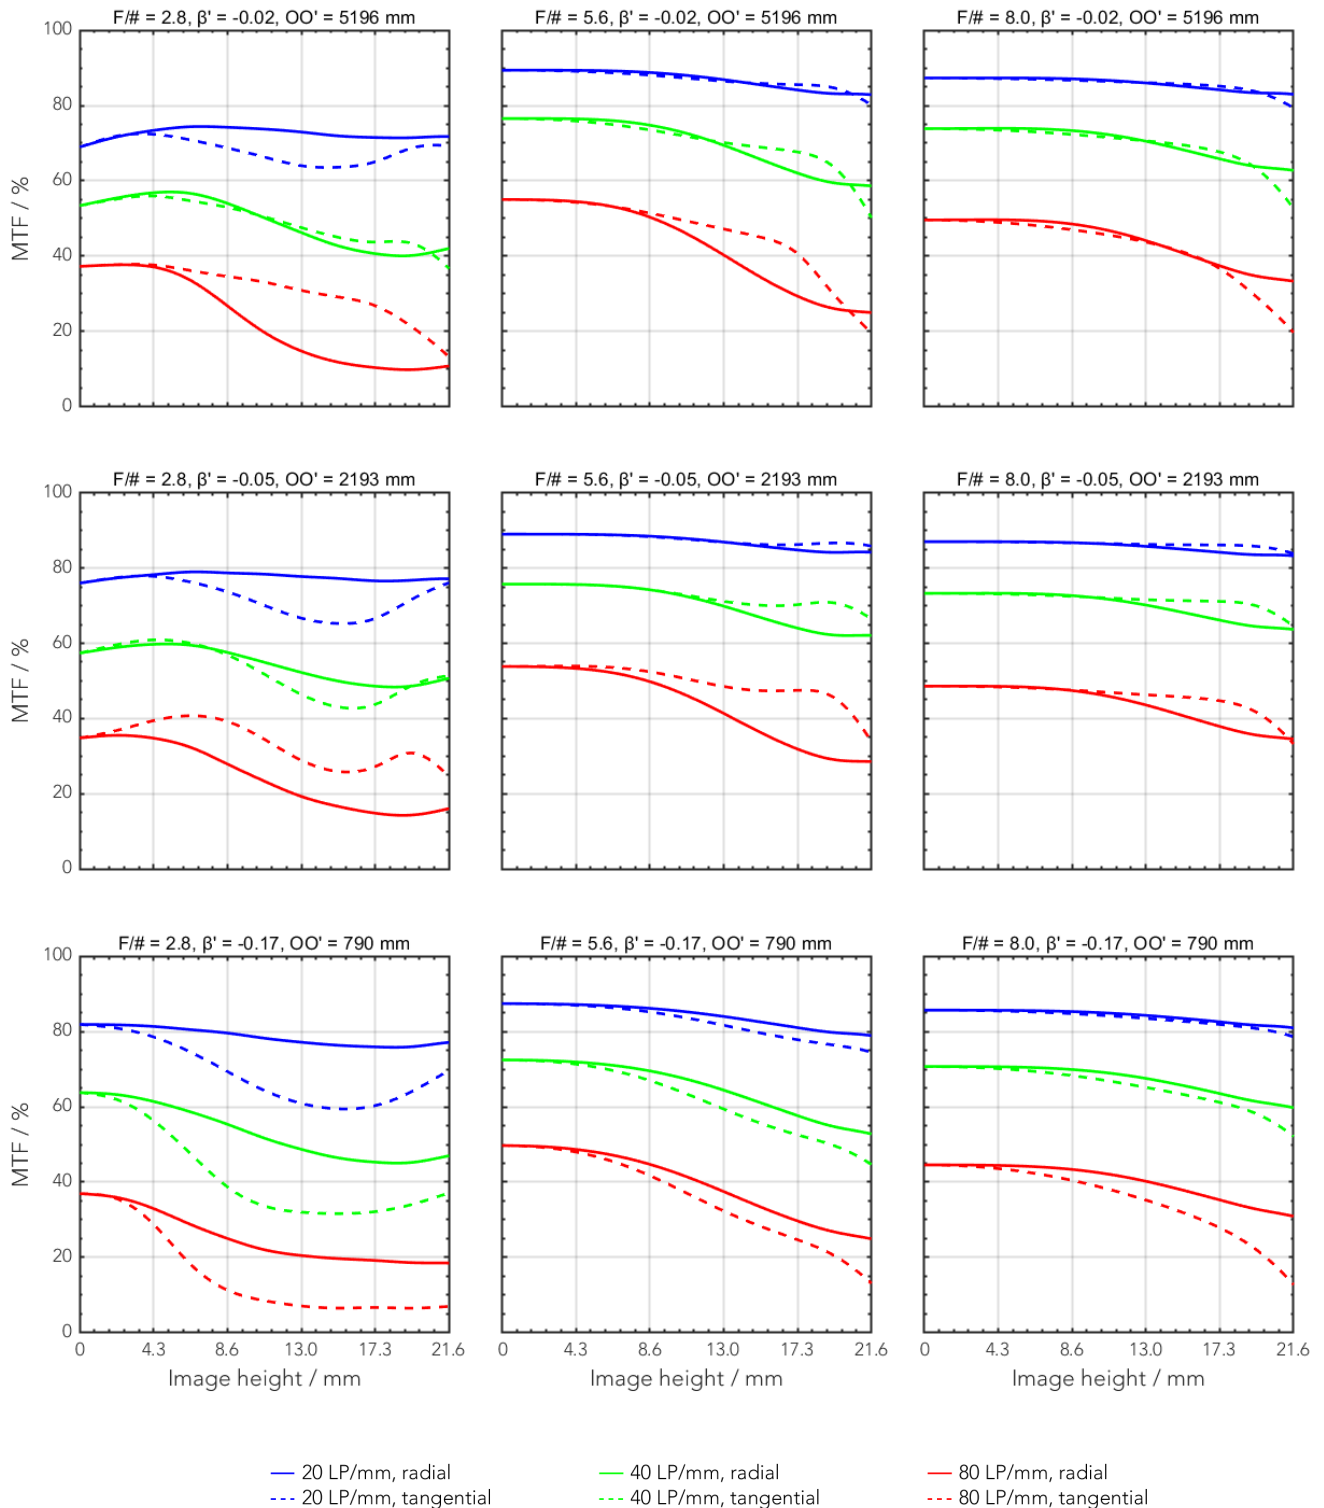 F/# = 2.8, β' = -0.02, OO' = 5196 mm
F/# = 5.6, β' = -0.02, OO' = 5196 mm
F/# = 8.0, β' = -0.02, OO' = 5196 mm
100
80
60
40
20
0
MTF / %
F/# = 2.8, β' = -0.05, OO' = 2193 mm
F/# = 5.6, β' = -0.05, OO' = 2193 mm
F/# = 8.0, β' = -0.05, OO' = 2193 mm
100
80
60
40
20
0
MTF / %
F/# = 2.8, β' = -0.17, OO' = 790 mm
F/# = 5.6, β' = -0.17, OO' = 790 mm
F/# = 8.0, β' = -0.17, OO' = 790 mm
100
80
60
40
20
0
MTF / %
0 4.3 8.6 13.0 17.3 21.6
0 4.3 8.6 13.0 17.3 21.6
0 4.3 8.6 13.0 17.3 21.6
Image height / mm
Image height / mm
Image height / mm
20 LP/mm, radial
40 LP/mm, radial
80 LP/mm, radial
20 LP/mm, tangential
40 LP/mm, tangential
80 LP/mm, tangential